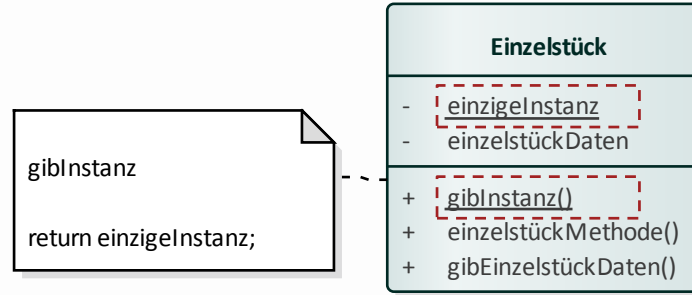 Einzelstück
- einzigeInstanz
- einzelstückDaten
+ gibInstanz()
+ einzelstückMethode()
+ gibEinzelstückDaten()
gibInstanz
return einzigeInstanz;